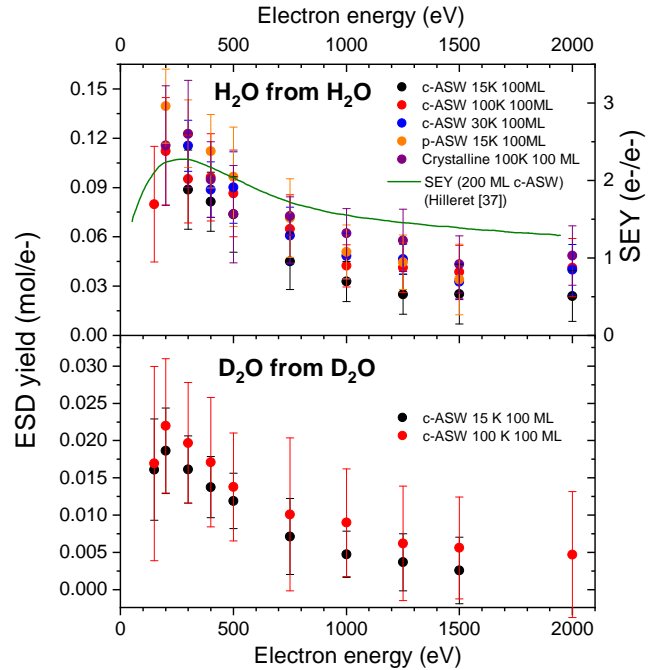 Electron energy (eV)
0 500 1000 1500 2000
H₂O from H₂O
c-ASW 15K 100ML
c-ASW 100K 100ML
c-ASW 30K 100ML
p-ASW 15K 100ML
Crystalline 100K 100 ML
SEY (200 ML c-ASW)
(Hilleret [37])
0.15
0.12
0.09
0.06
0.03
0.00
3
2
1
0
SEY (e-/e-)
ESD yield (mol/e-)
D₂O from D₂O
c-ASW 15 K 100 ML
c-ASW 100 K 100 ML
0.030
0.025
0.020
0.015
0.010
0.005
0.000
0 500 1000 1500 2000
Electron energy (eV)